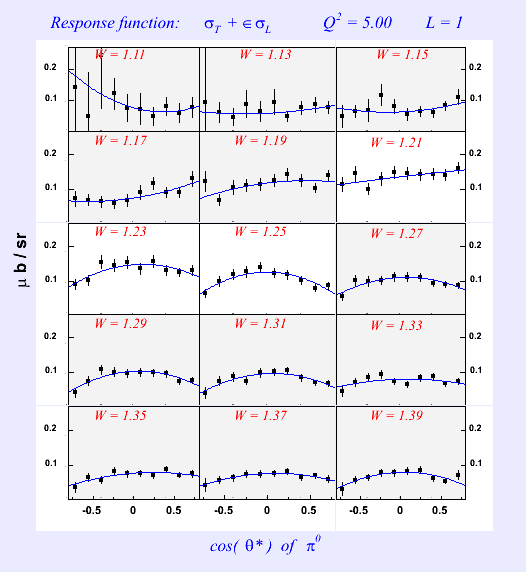 Response function: σT + ∈σL Q² = 5.00 L = 1
W = 1.11 W = 1.13 W = 1.15
0.2 0.2
0.1 0.1
W = 1.17 W = 1.19 W = 1.21
0.2 0.2
0.1 0.1
W = 1.23 W = 1.25 W = 1.27
0.2 0.2
0.1 0.1
μ b / sr
W = 1.29 W = 1.31 W = 1.33
0.2 0.2
0.1 0.1
W = 1.35 W = 1.37 W = 1.39
0.2 0.2
0.1 0.1
-0.5 0 0.5 -0.5 0 0.5 -0.5 0 0.5
cos( θ*) of π⁰